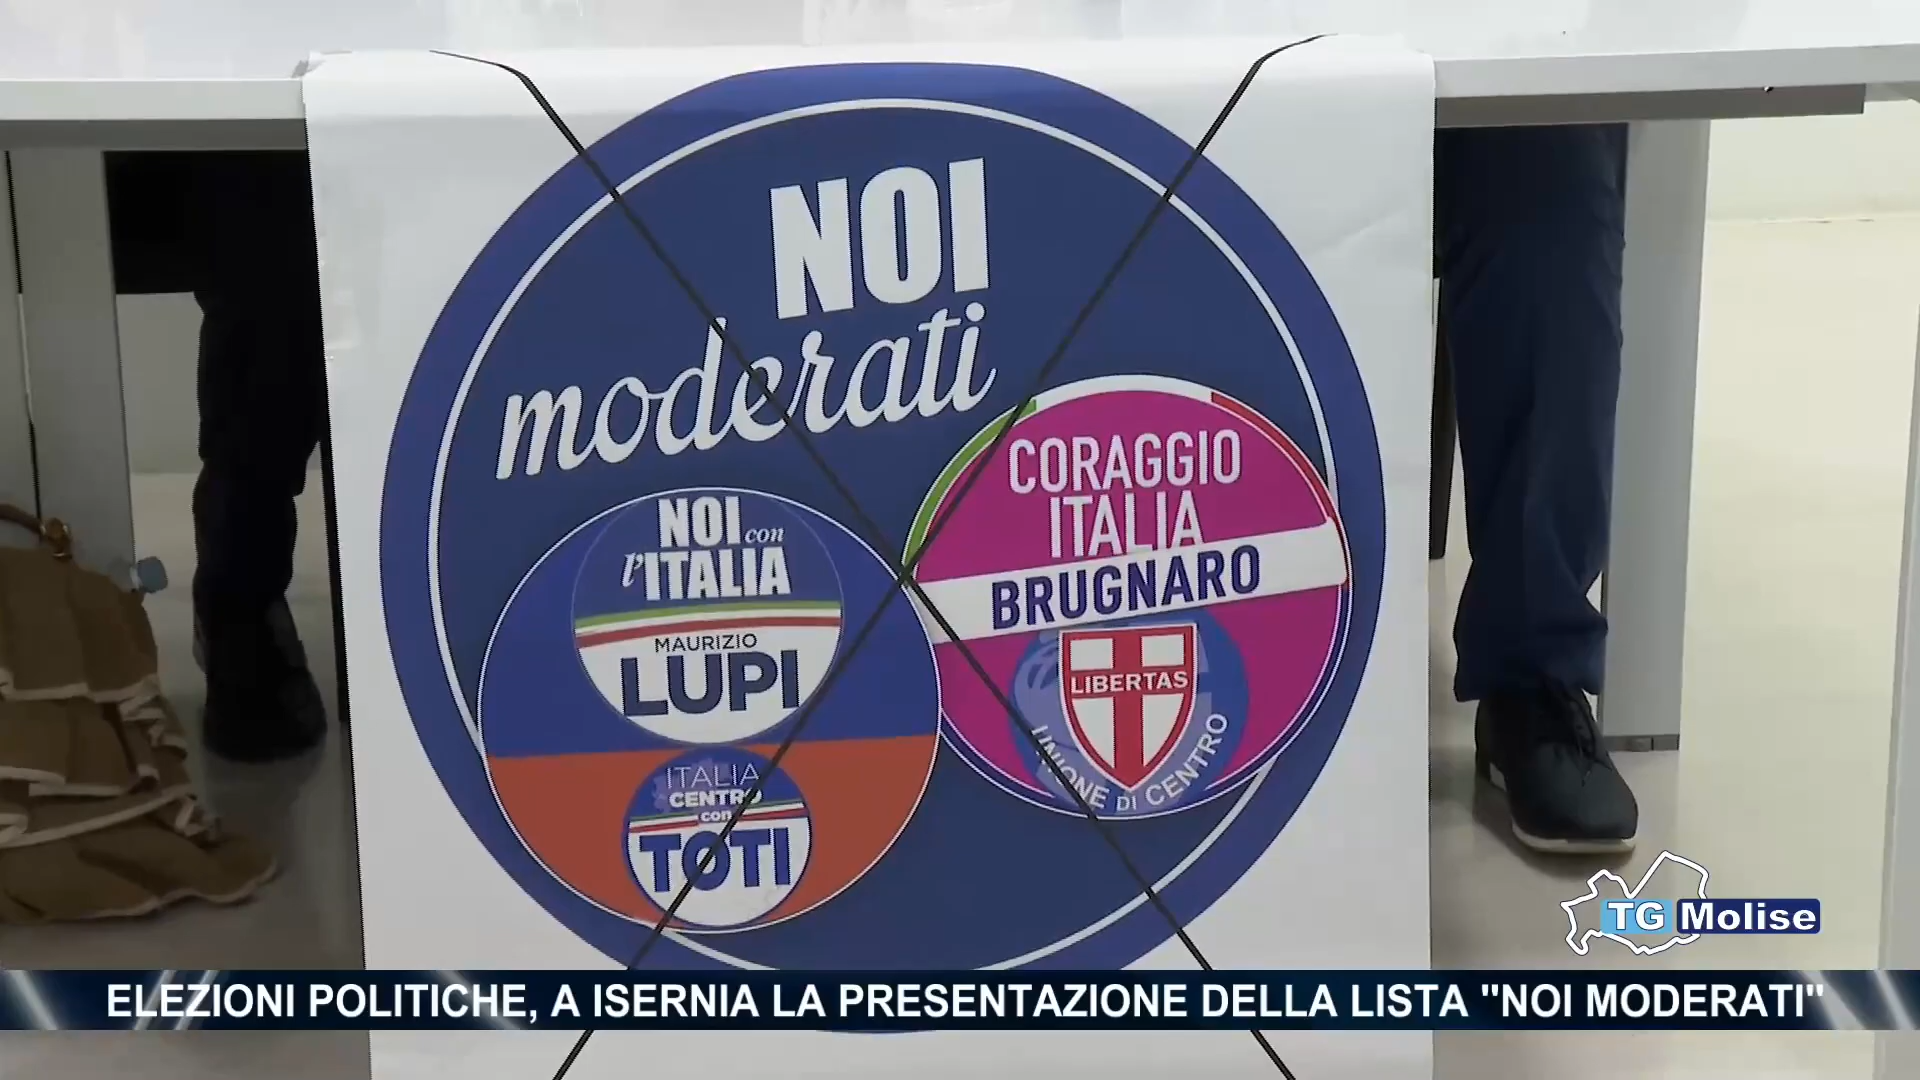 NOI
moderati
NOI con
l'ITALIA
MAURIZIO
LUPI
ITALIA
CENTRO
con
TOTI
CORAGGIO
ITALIA
BRUGNARO
LIBERTAS
UNIONE DI CENTRO
TG Molise
ELEZIONI POLITICHE, A ISERNIA LA PRESENTAZIONE DELLA LISTA "NOI MODERATI"